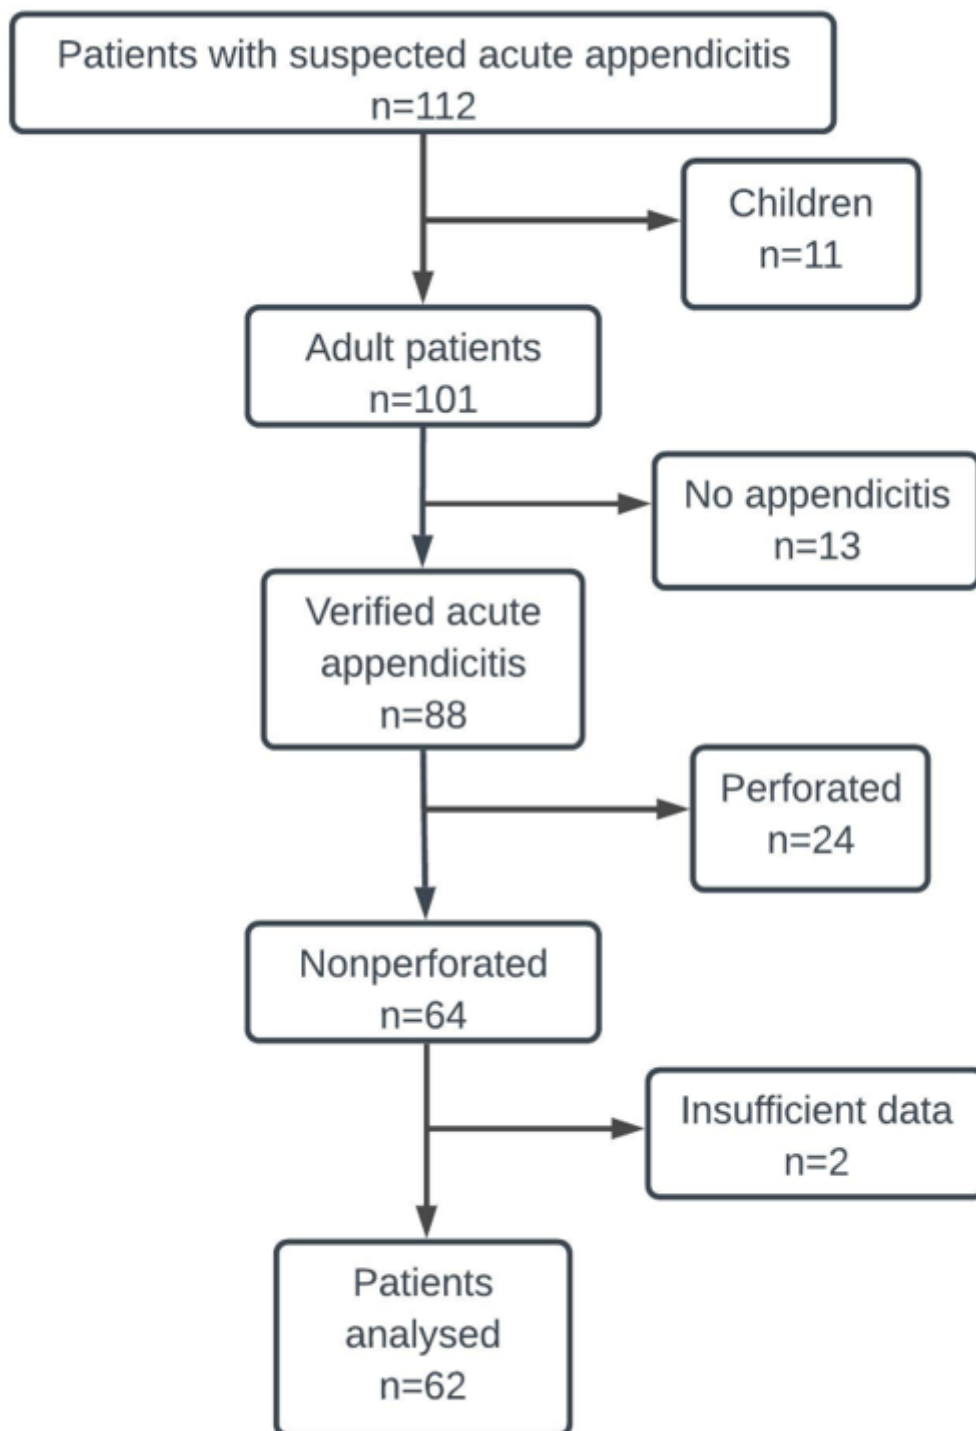 Patients with suspected acute appendicitis
n=112
Children
n=11
Adult patients
n=101
No appendicitis
n=13
Verified acute
appendicitis
n=88
Perforated
n=24
Nonperforated
n=64
Insufficient data
n=2
Patients
analysed
n=62